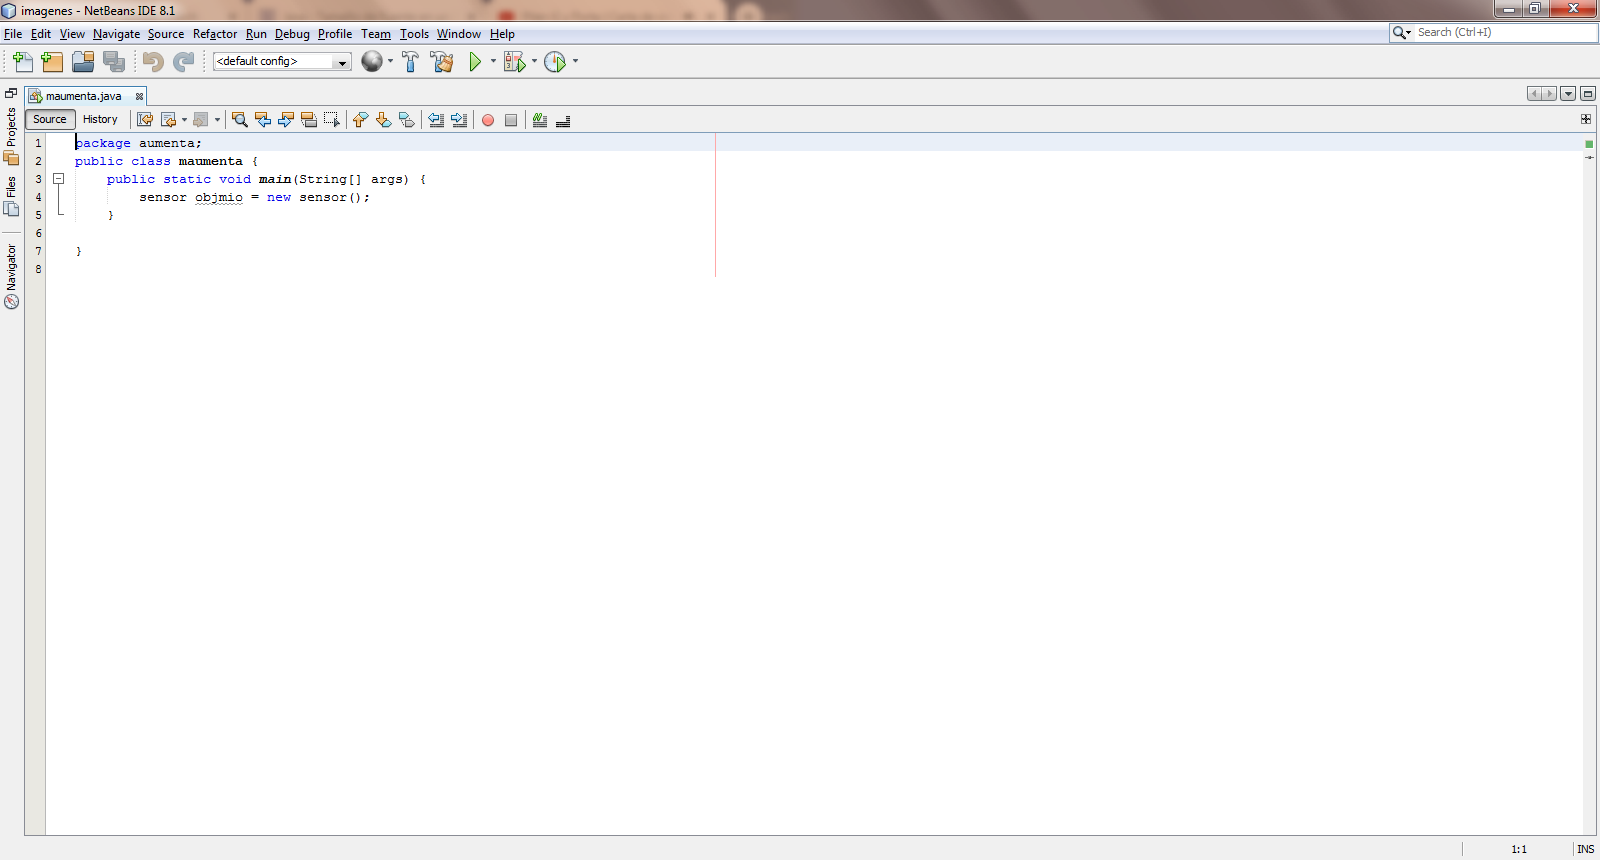 imagenes - NetBeans IDE 8.1
File Edit View Navigate Source Refactor Run Debug Profile Team Tools Window Help
Search (Ctrl+I)
<default config>
maumenta.java
Source History
Projects
Files
Navigator
1 package aumenta;
2 public class maumenta {
3 public static void main(String[] args) {
4 sensor objmio = new sensor();
5 }
6
7 }
8
1:1 INS